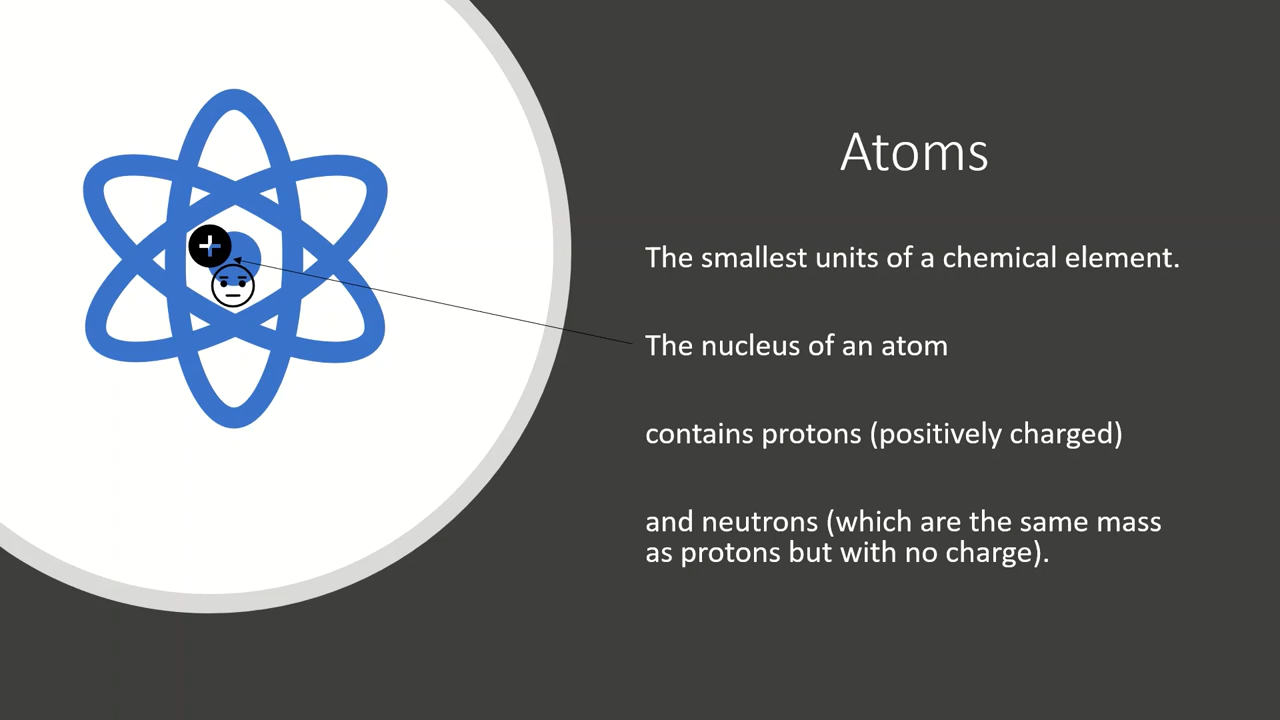 Atoms
The smallest units of a chemical element.
The nucleus of an atom
contains protons (positively charged)
and neutrons (which are the same mass
as protons but with no charge).